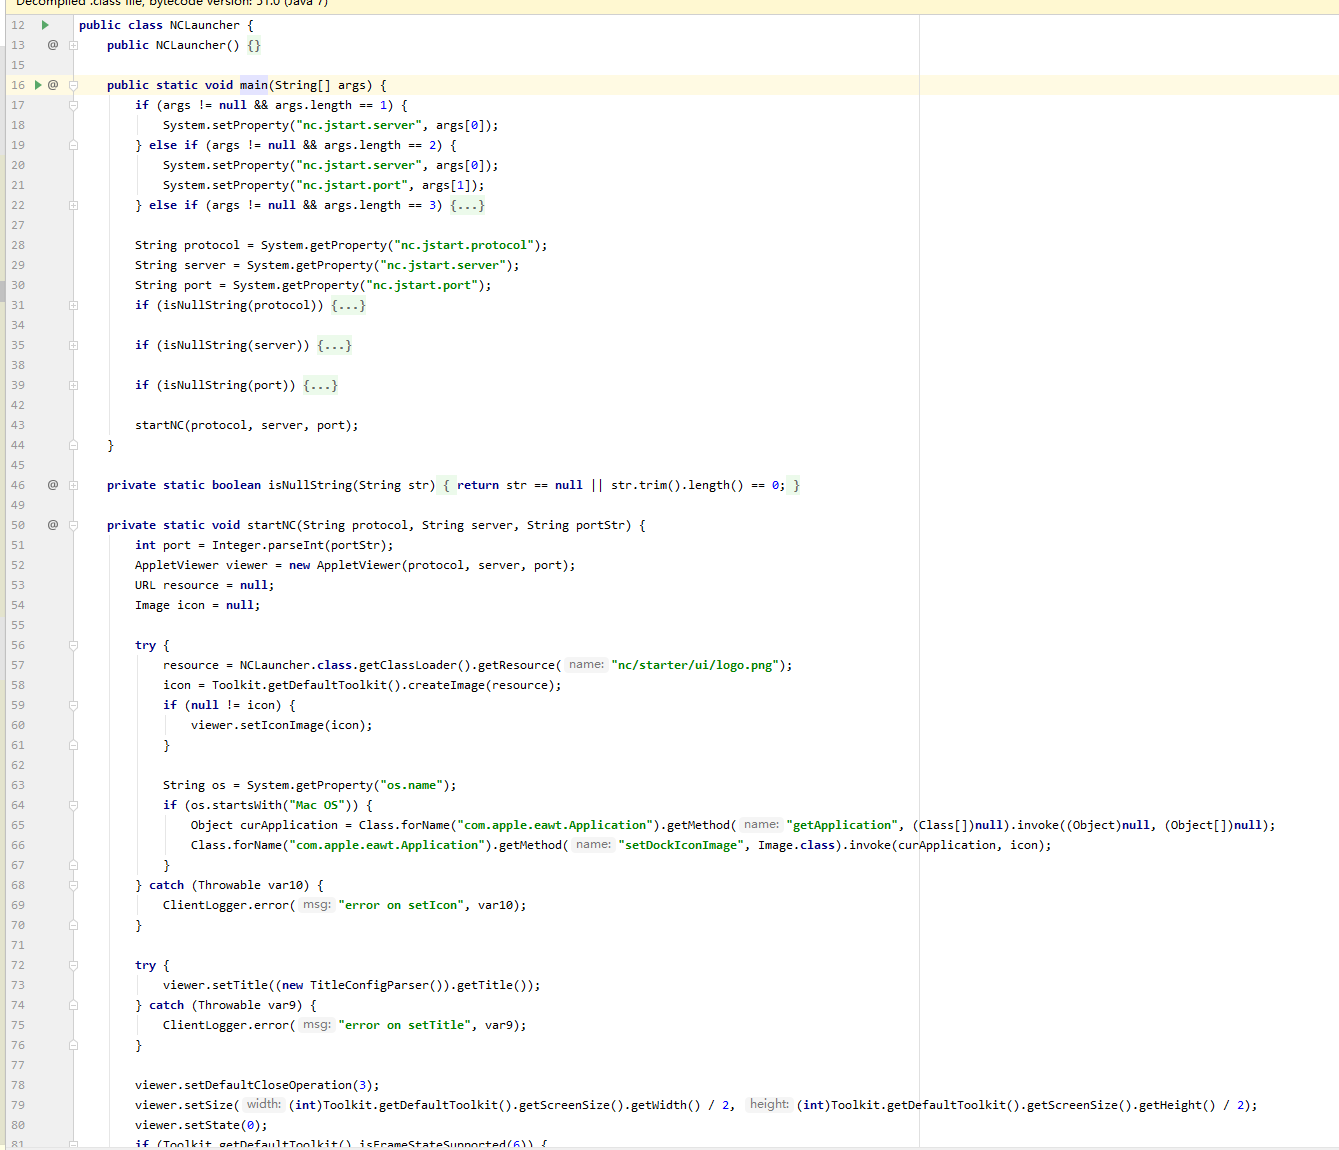 Decompiled .class file, bytecode version: 51.0 (Java 7)
12 public class NCLauncher {
13 @ public NCLauncher() {}
15
16 @ public static void main(String[] args) {
17 if (args != null && args.length == 1) {
18 System.setProperty("nc.jstart.server", args[0]);
19 } else if (args != null && args.length == 2) {
20 System.setProperty("nc.jstart.server", args[0]);
21 System.setProperty("nc.jstart.port", args[1]);
22 } else if (args != null && args.length == 3) {...}
27
28 String protocol = System.getProperty("nc.jstart.protocol");
29 String server = System.getProperty("nc.jstart.server");
30 String port = System.getProperty("nc.jstart.port");
31 if (isNullString(protocol)) {...}
34
35 if (isNullString(server)) {...}
38
39 if (isNullString(port)) {...}
42
43 startNC(protocol, server, port);
44 }
45
46 @ private static boolean isNullString(String str) { return str == null || str.trim().length() == 0; }
49
50 @ private static void startNC(String protocol, String server, String portStr) {
51 int port = Integer.parseInt(portStr);
52 AppletViewer viewer = new AppletViewer(protocol, server, port);
53 URL resource = null;
54 Image icon = null;
55
56 try {
57 resource = NCLauncher.class.getClassLoader().getResource( name: "nc/starter/ui/logo.png");
58 icon = Toolkit.getDefaultToolkit().createImage(resource);
59 if (null != icon) {
60 viewer.setIconImage(icon);
61 }
62
63 String os = System.getProperty("os.name");
64 if (os.startsWith("Mac OS")) {
65 Object curApplication = Class.forName("com.apple.eawt.Application").getMethod( name: "getApplication", (Class[])null).invoke((Object)null, (Object[])null);
66 Class.forName("com.apple.eawt.Application").getMethod( name: "setDockIconImage", Image.class).invoke(curApplication, icon);
67 }
68 } catch (Throwable var10) {
69 ClientLogger.error( msg: "error on setIcon", var10);
70 }
71
72 try {
73 viewer.setTitle((new TitleConfigParser()).getTitle());
74 } catch (Throwable var9) {
75 ClientLogger.error( msg: "error on setTitle", var9);
76 }
77
78 viewer.setDefaultCloseOperation(3);
79 viewer.setSize( width: (int)Toolkit.getDefaultToolkit().getScreenSize().getWidth() / 2, height: (int)Toolkit.getDefaultToolkit().getScreenSize().getHeight() / 2);
80 viewer.setState(0);
81 if (Toolkit.getDefaultToolkit().isFrameStateSupported(6)) {